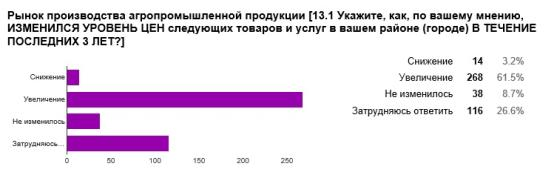 Рынок производства агропромышленной продукции [13.1 Укажите, как, по вашему мнению,
ИЗМЕНИЛСЯ УРОВЕНЬ ЦЕН следующих товаров и услуг в вашем районе (городе) В ТЕЧЕНИЕ
ПОСЛЕДНИХ 3 ЛЕТ?]
Снижение
Увеличение
Не изменилось
Затрудняюсь...
0 50 100 150 200 250
Снижение 14 3.2%
Увеличение 268 61.5%
Не изменилось 38 8.7%
Затрудняюсь ответить 116 26.6%